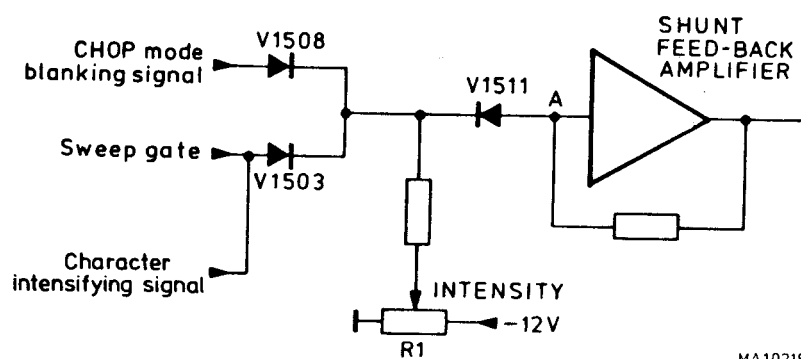 SHUNT
FEED-BACK
AMPLIFIER
CHOP mode
blanking signal
V1508
V1511
A
Sweep gate
V1503
Character
intensifying signal
INTENSITY
-12V
R1